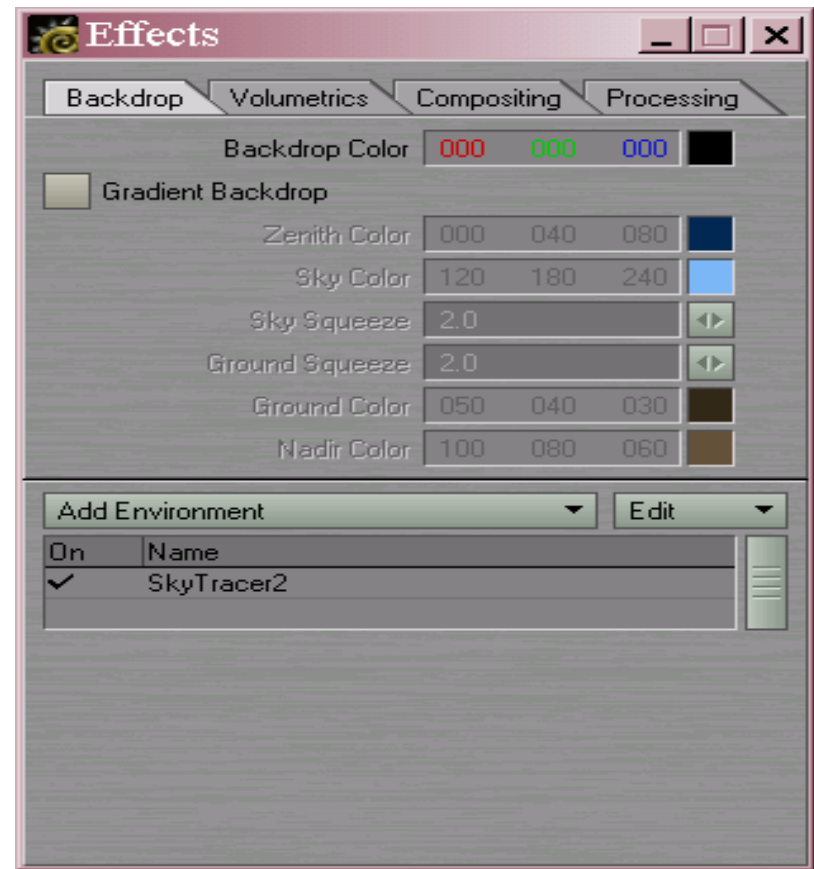 Effects
Backdrop Volumetrics Compositing Processing
Backdrop Color 000 000 000
Gradient Backdrop
Zenith Color 000 040 080
Sky Color 120 180 240
Sky Squeeze 2.0
Ground Squeeze 2.0
Ground Color 050 040 030
Nadir Color 100 080 060
Add Environment Edit
On Name
SkyTracer2